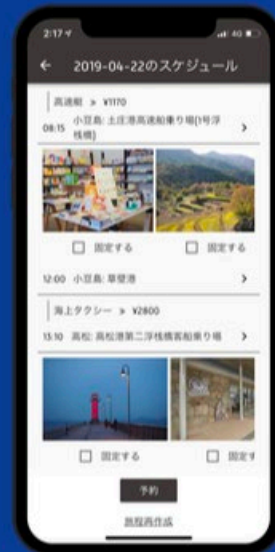 2:17
4G
← 2019-04-22のスケジュール
高速艇 > ¥1170
08:15 小豆島: 土庄港高速船乗り場(1号浮
桟橋) >
固定する 固定する
12:00 小豆島: 草壁港 >
海上タクシー > ¥2800
13:10 高松: 高松港第二浮桟橋客船乗り場 >
固定する 固定す
予約
旅程再作成